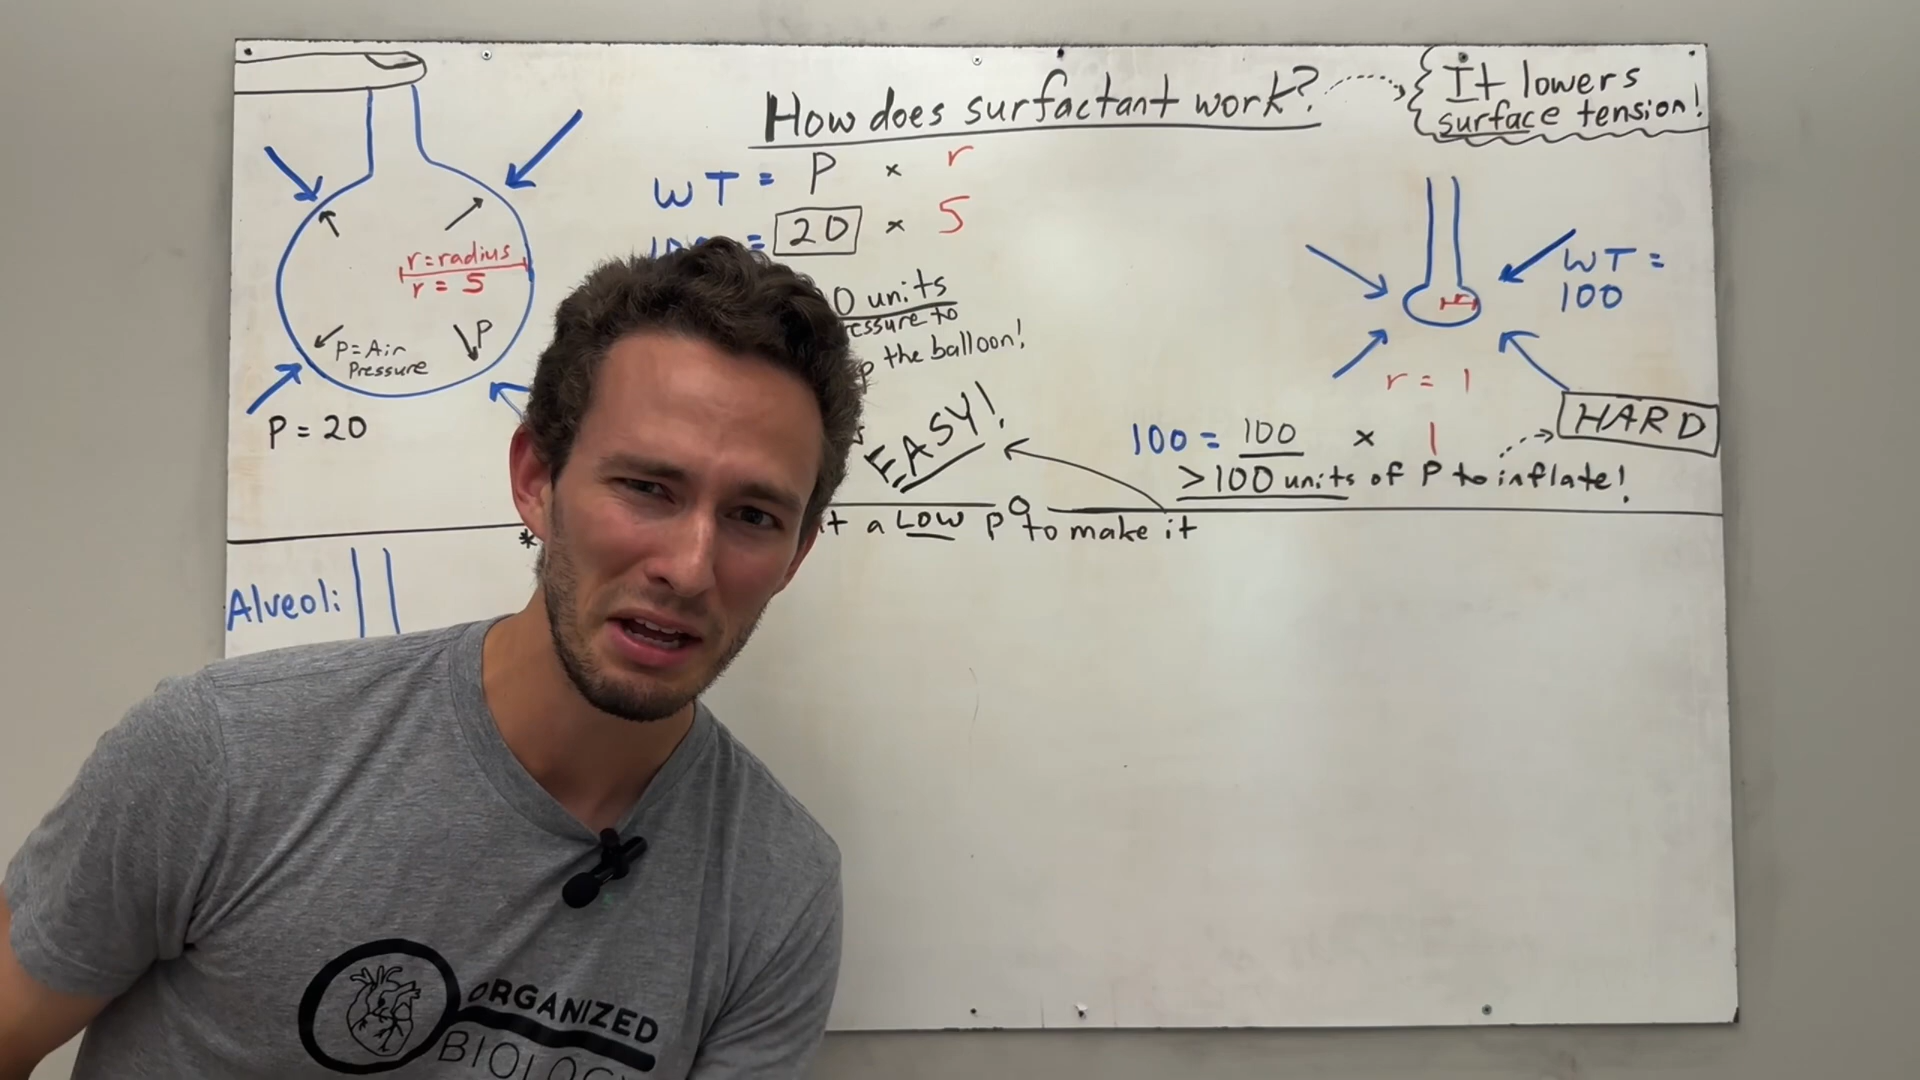 How does surfactant work?
It lowers
surface tension!
WT = P × r
= 20 × 5
r = radius
r = 5
P
P = Air
Pressure
P = 20
0 units
to
the balloon!
EASY!
a LOW P to make it
WT =
100
r
r = 1
HARD
100 = 100 × 1
>100 units of P to inflate!
*
Alveoli:
ORGANIZED